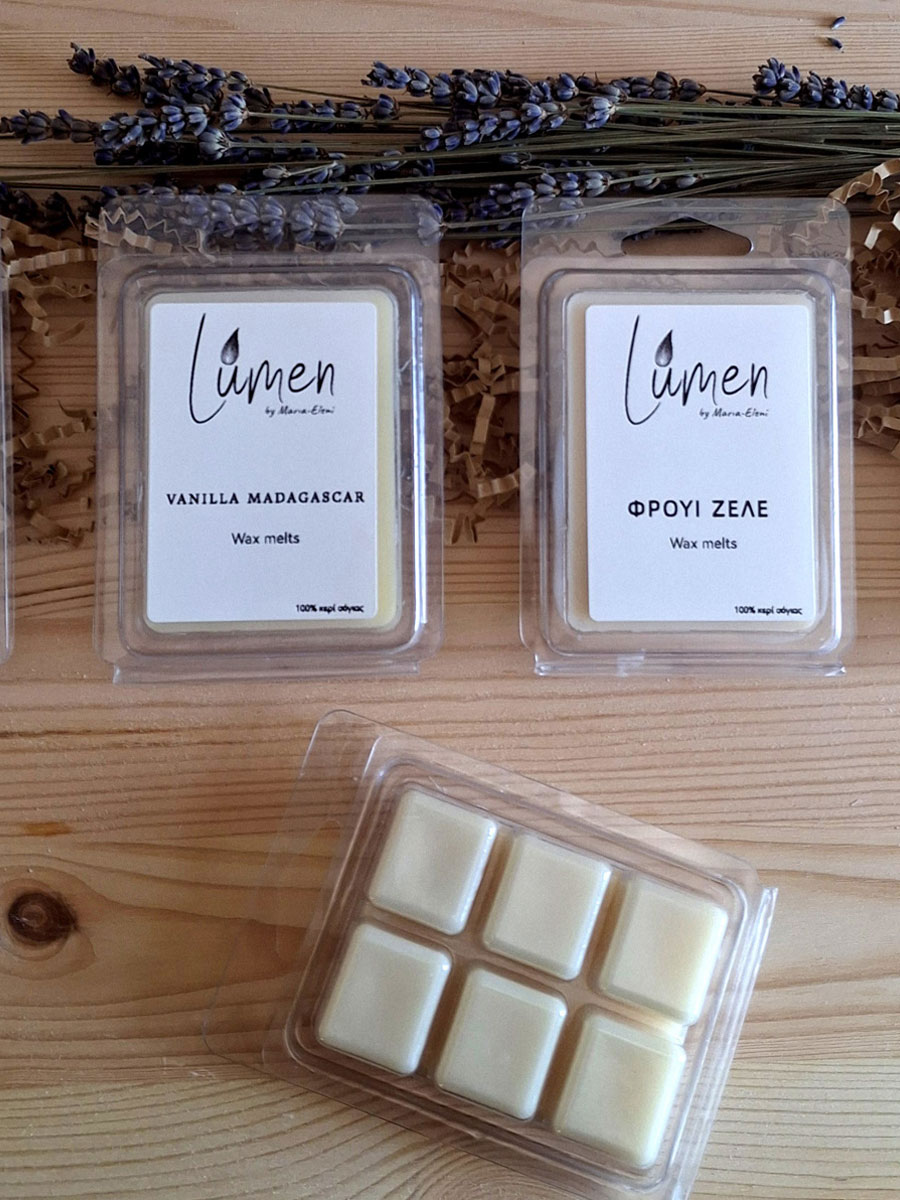 Lumen
by Maria-Eleni
VANILLA MADAGASCAR
Wax melts
100% κερί σόγιας
Lumen
by Maria-Eleni
ΦΡΟΥΙ ΖΕΛΕ
Wax melts
100% κερί σόγιας